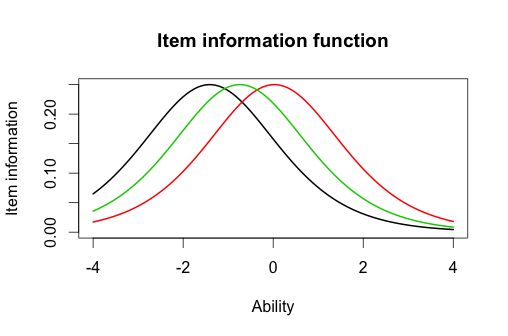 Item information function
Item information
0.20
0.10
0.00
-4 -2 0 2 4
Ability